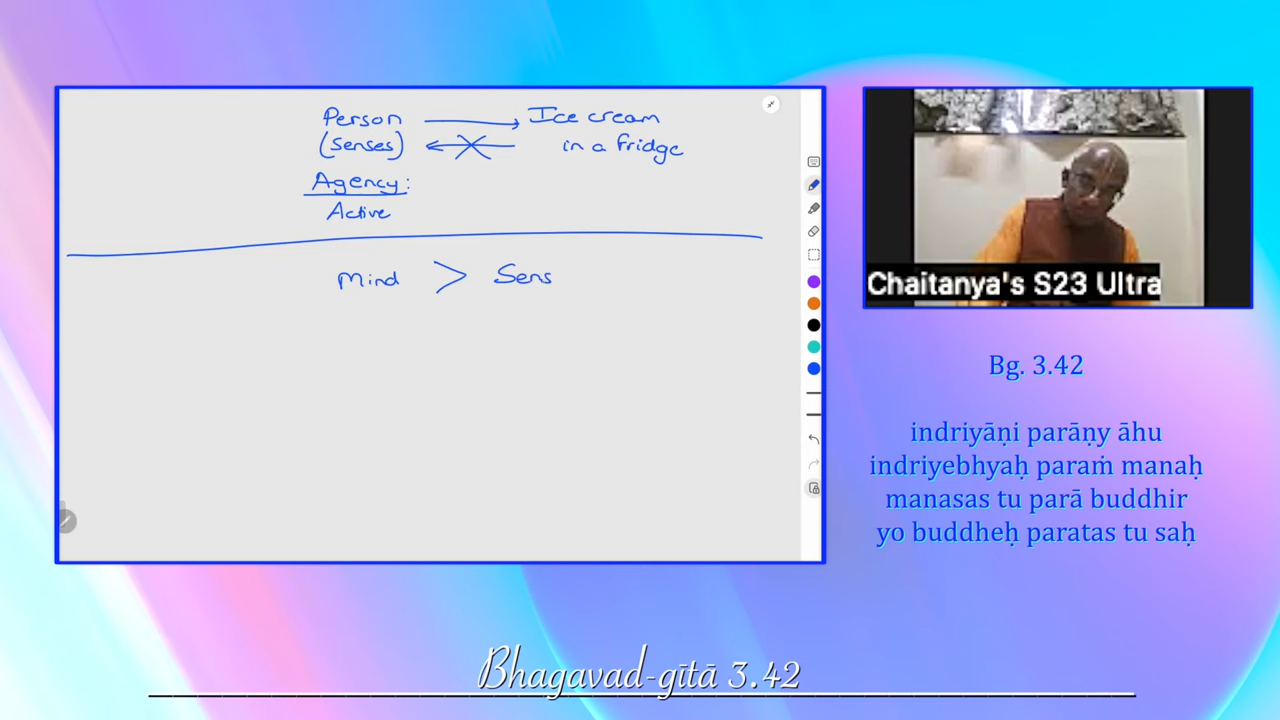 Person → Ice cream
(senses) ← in a fridge
Agency:
Active
Mind > Sens
Chaitanya's S23 Ultra
Bg. 3.42
indriyāṇi parāṇy āhu
indriyebhyaḥ paraṁ manaḥ
manasas tu parā buddhir
yo buddheḥ paratas tu saḥ
Bhagavad-gītā 3.42